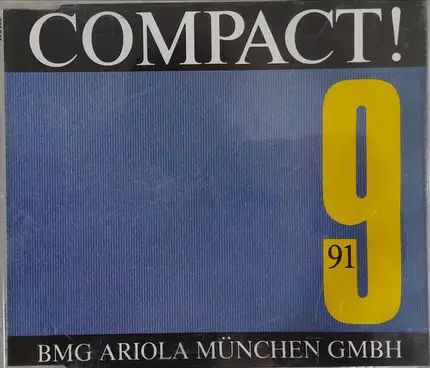 COMPACT!
9
91
BMG ARIOLA MÜNCHEN GMBH